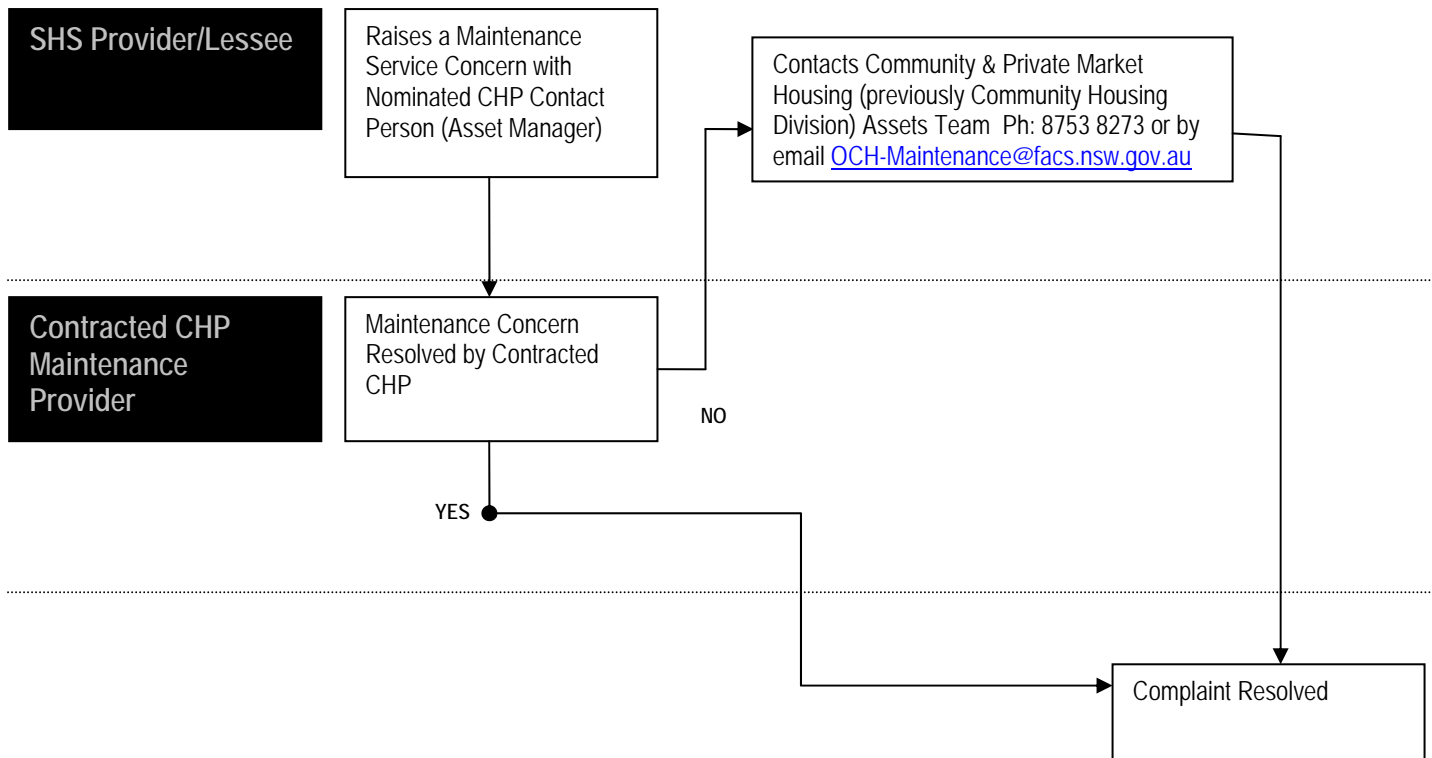 SHS Provider/Lessee
Raises a Maintenance
Service Concern with
Nominated CHP Contact
Person (Asset Manager)
Contacts Community & Private Market
Housing (previously Community Housing
Division) Assets Team  Ph: 8753 8273 or by
email OCH-Maintenance@facs.nsw.gov.au
Contracted CHP
Maintenance
Provider
Maintenance Concern
Resolved by Contracted
CHP
NO
YES
Complaint Resolved